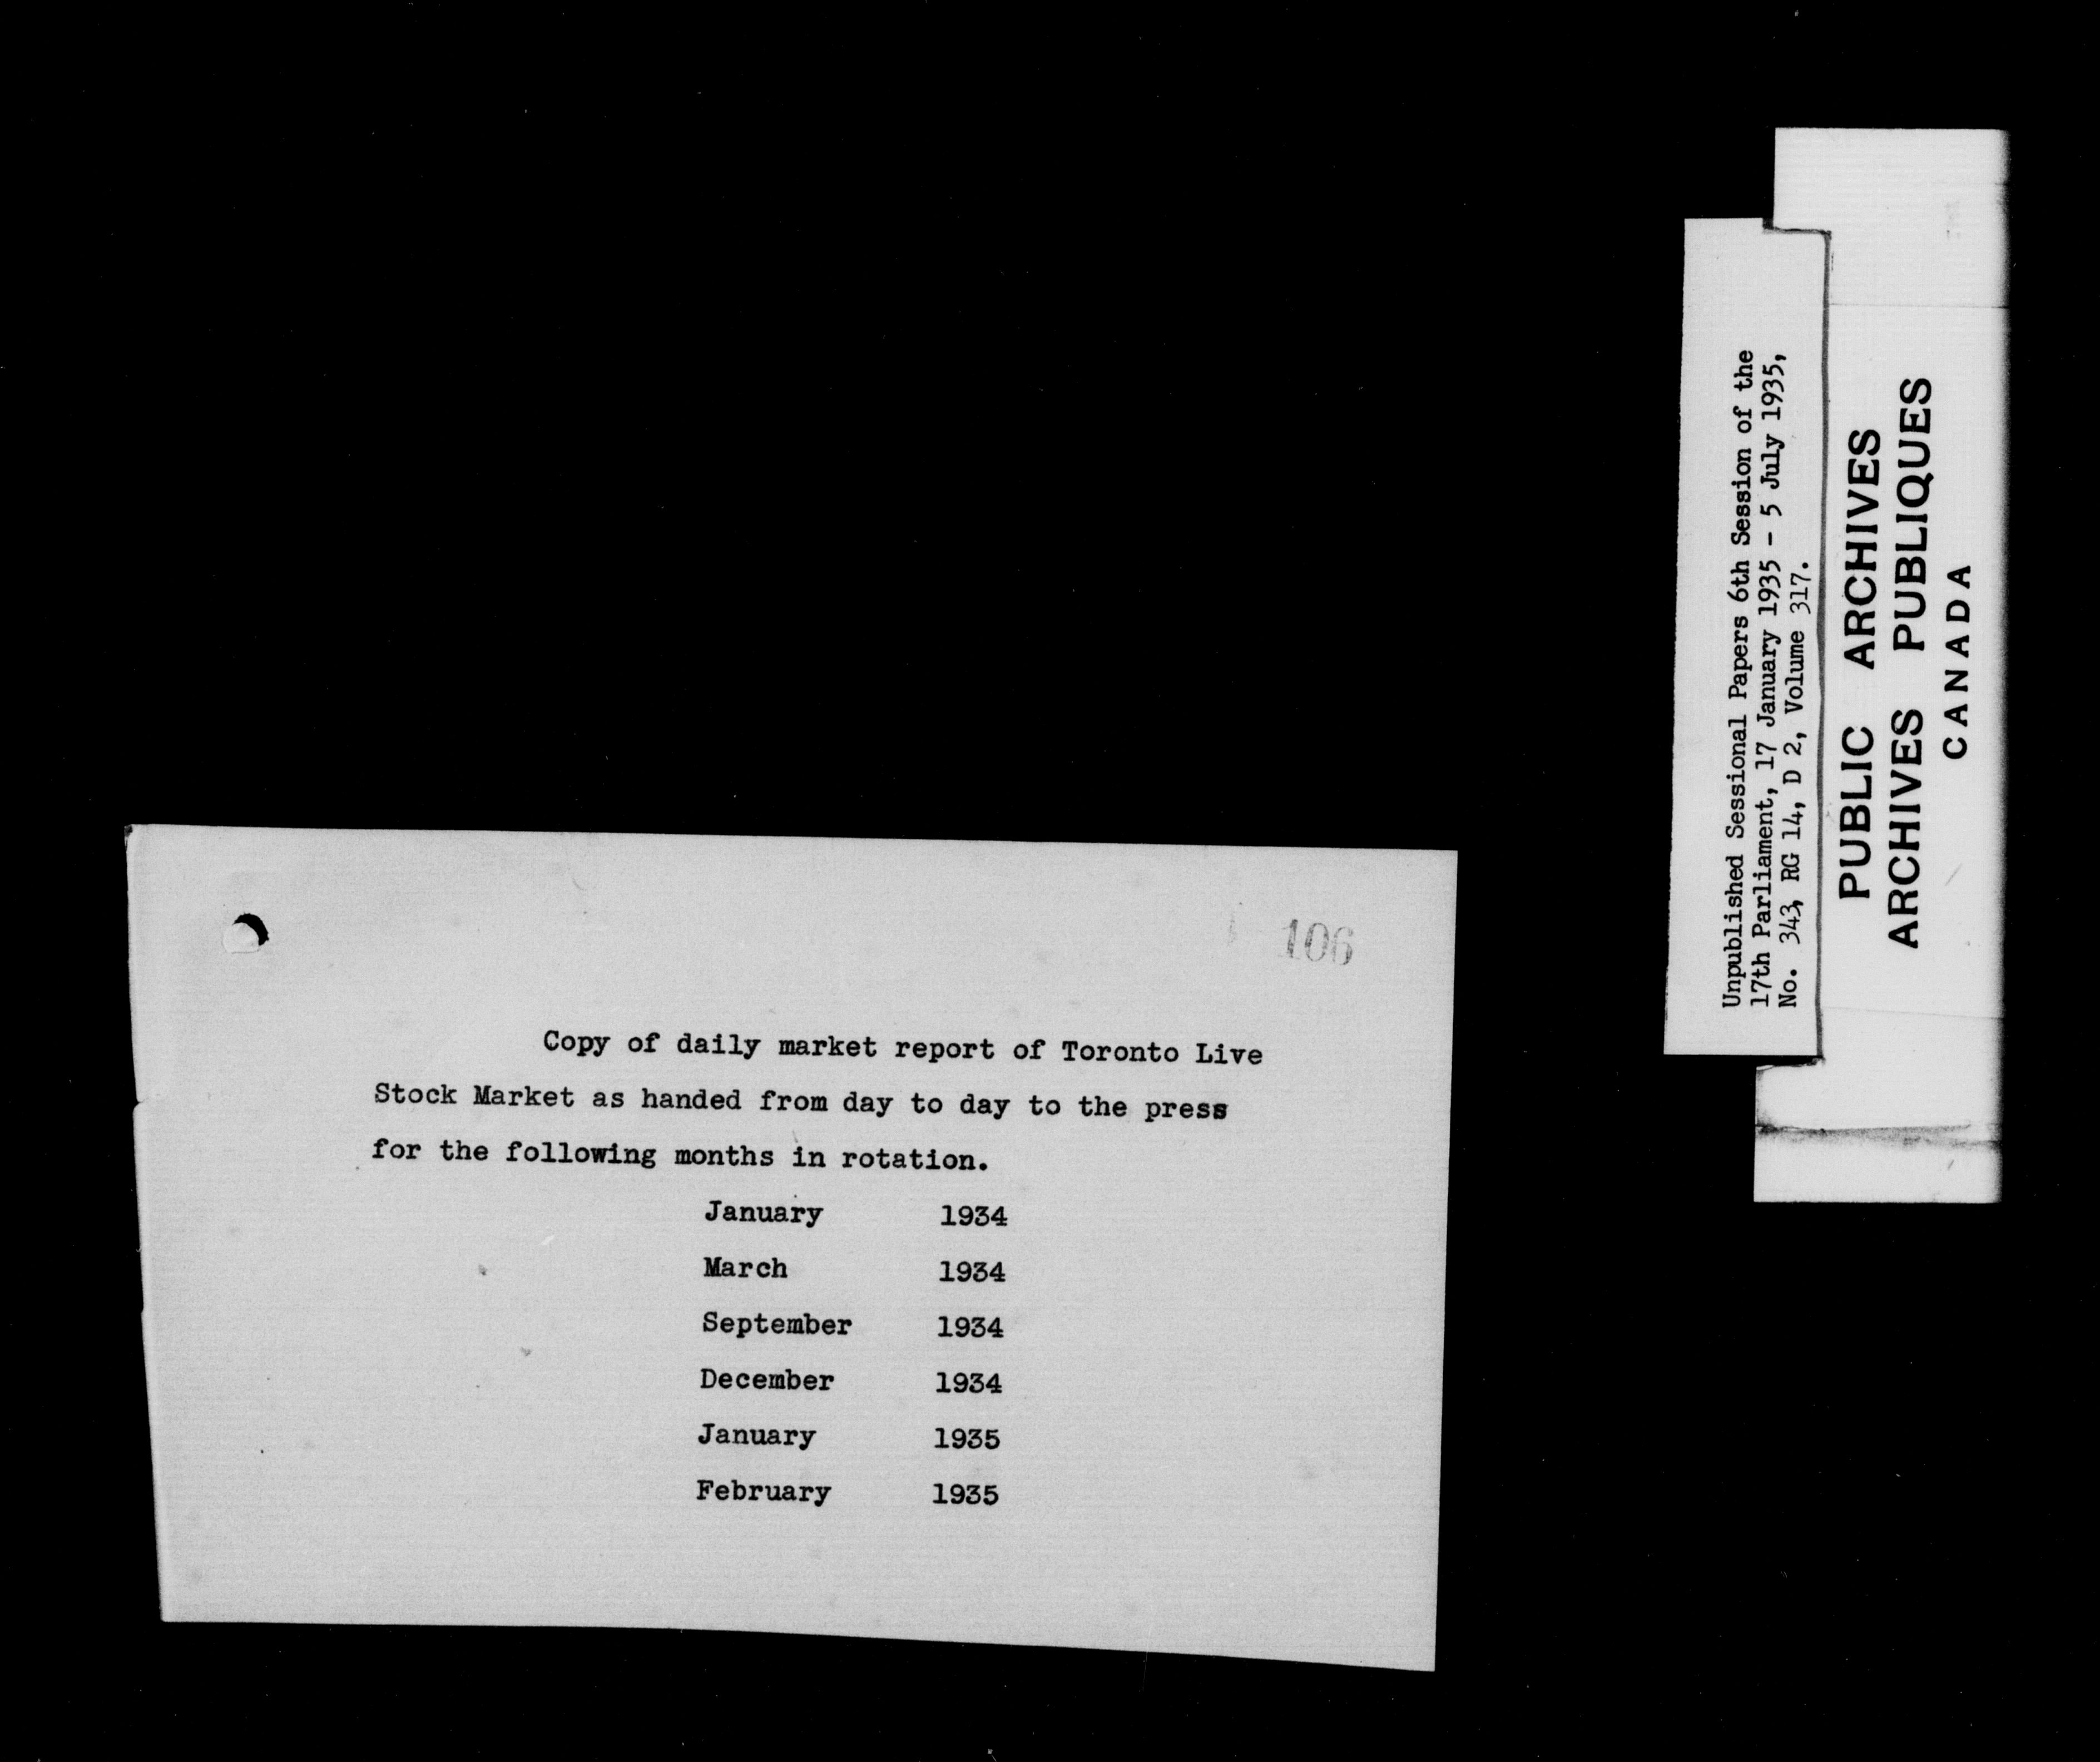 106
Copy of daily market report of Toronto Live
Stock Market as handed from day to day to the press
for the following months in rotation.
January 1934
March 1934
September 1934
December 1934
January 1935
February 1935
Unpublished Sessional Papers 6th Session of the
17th Parliament, 17 January 1935 - 5 July 1935,
No. 343, RG 14, D 2, Volume 317.
PUBLIC ARCHIVES
ARCHIVES PUBLIQUES
CANADA